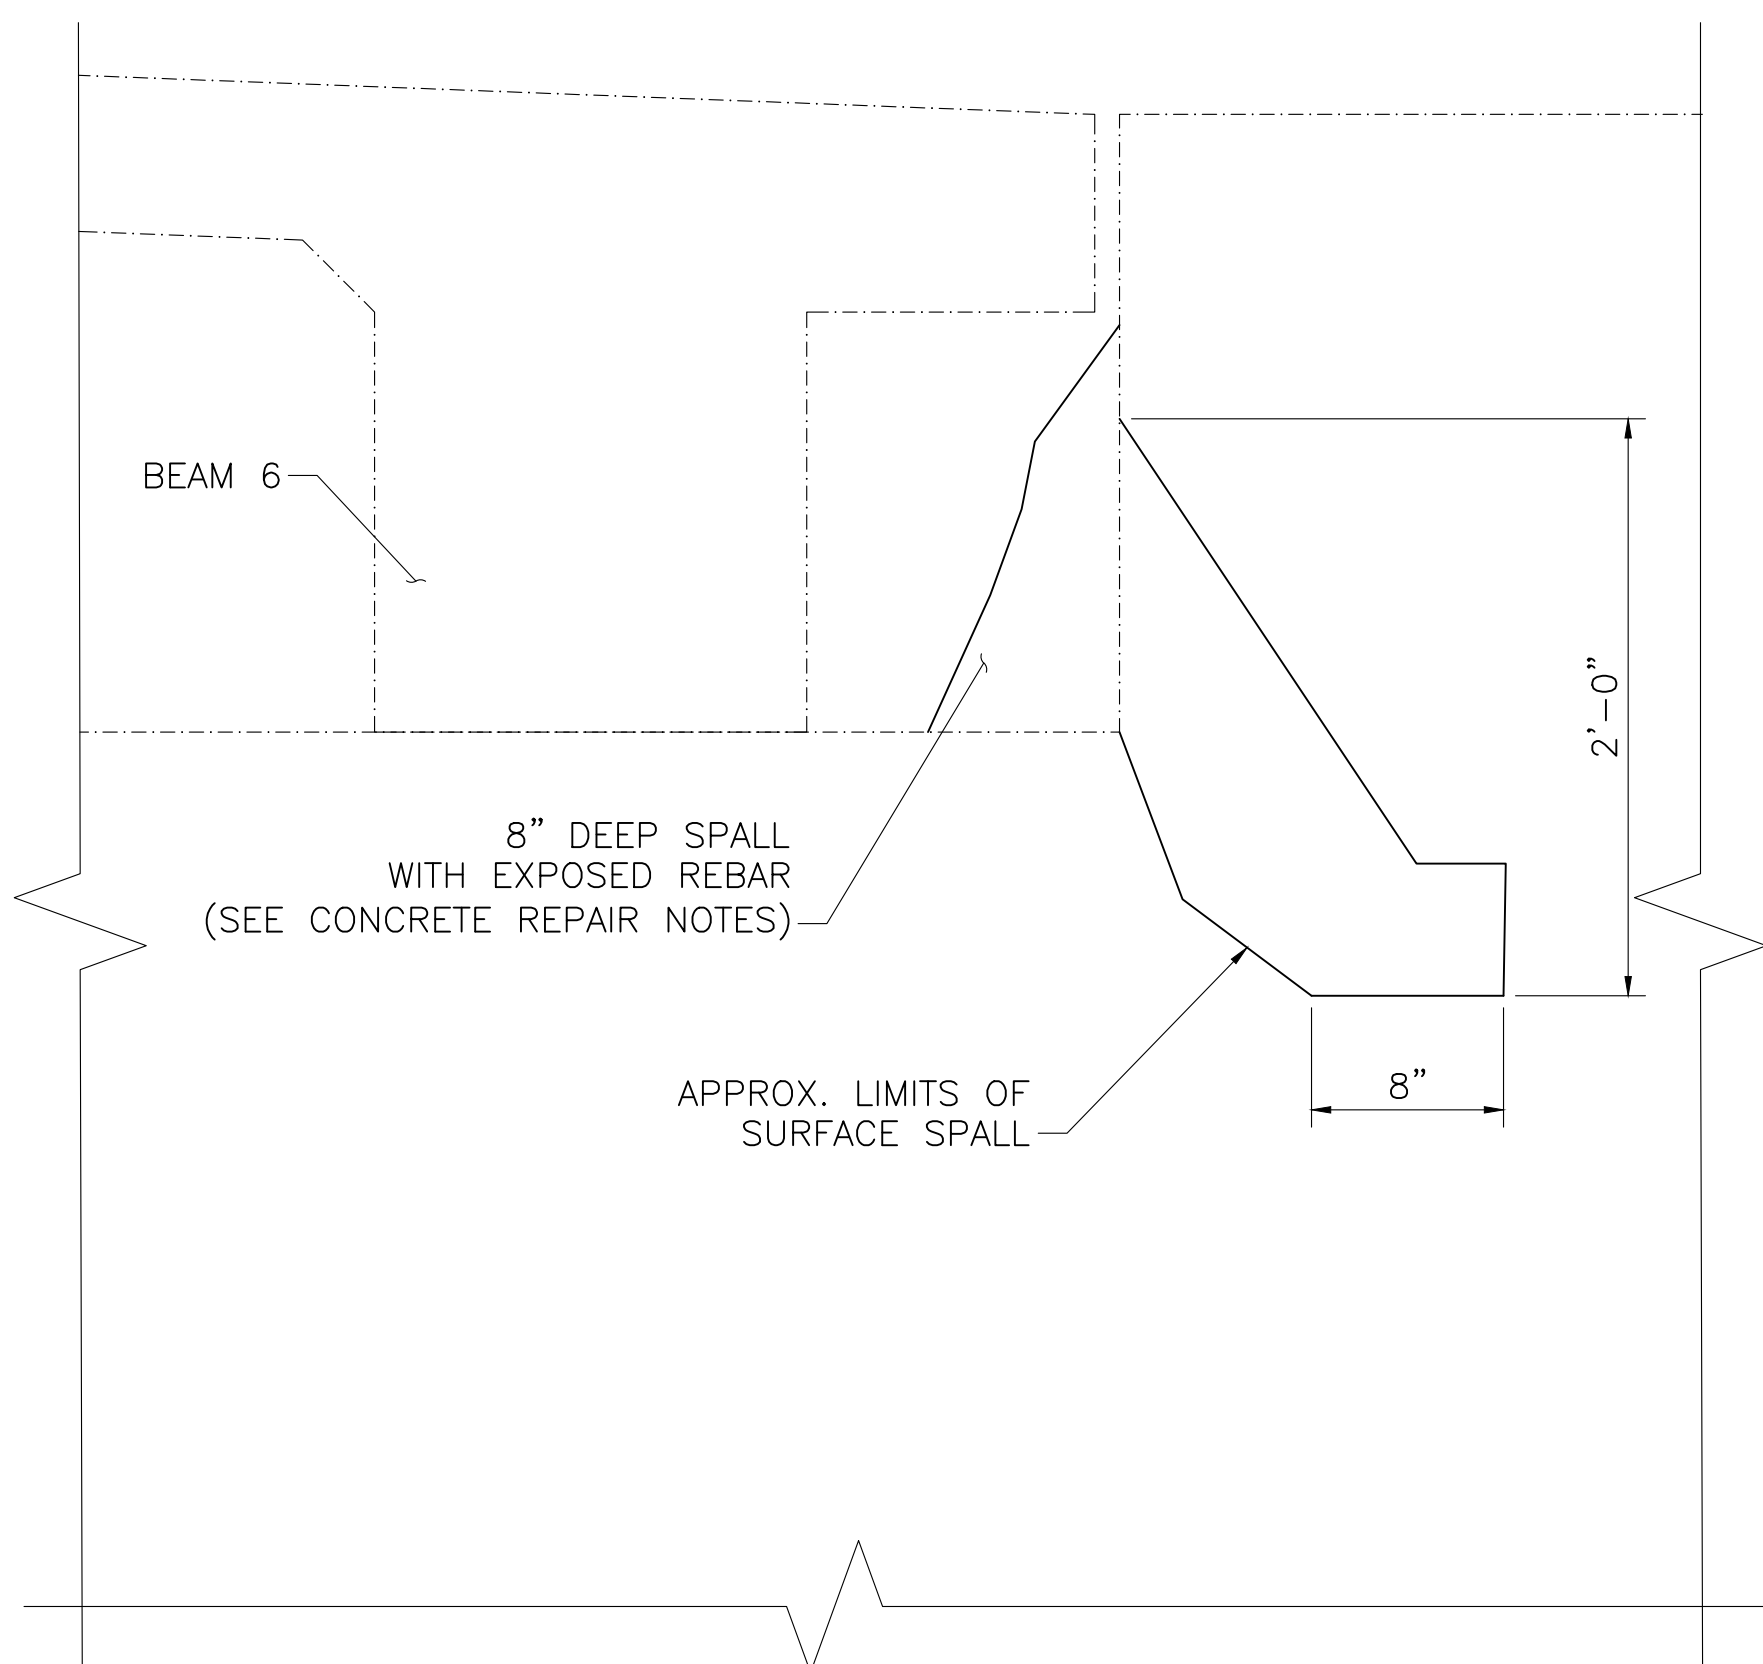 BEAM 6
2'-0"
8" DEEP SPALL
WITH EXPOSED REBAR
(SEE CONCRETE REPAIR NOTES)
8"
APPROX. LIMITS OF
SURFACE SPALL